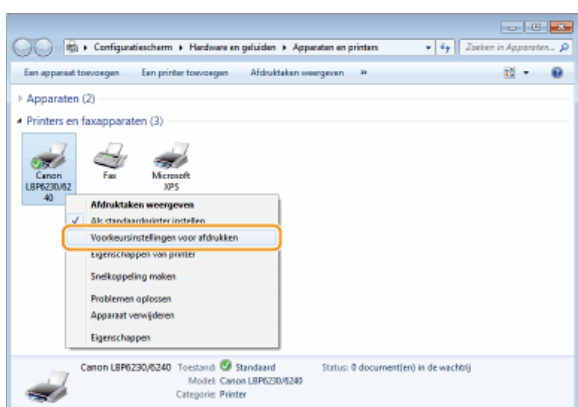 Configuratiescherm ▸ Hardware en geluiden ▸ Apparaten en printers
Zoeken in Apparaten...
Een apparaat toevoegen Een printer toevoegen Afdruktaken weergeven »
Apparaten (2)
Printers en faxapparaten (3)
Canon LBP6230/62 40
Fax
Microsoft XPS
Afdruktaken weergeven
Als standaardprinter instellen
Voorkeursinstellingen voor afdrukken
Eigenschappen van printer
Snelkoppeling maken
Problemen oplossen
Apparaat verwijderen
Eigenschappen
Canon LBP6230/6240 Toestand: Standaard Status: 0 document(en) in de wachtrij
Model: Canon LBP6230/6240
Categorie: Printer